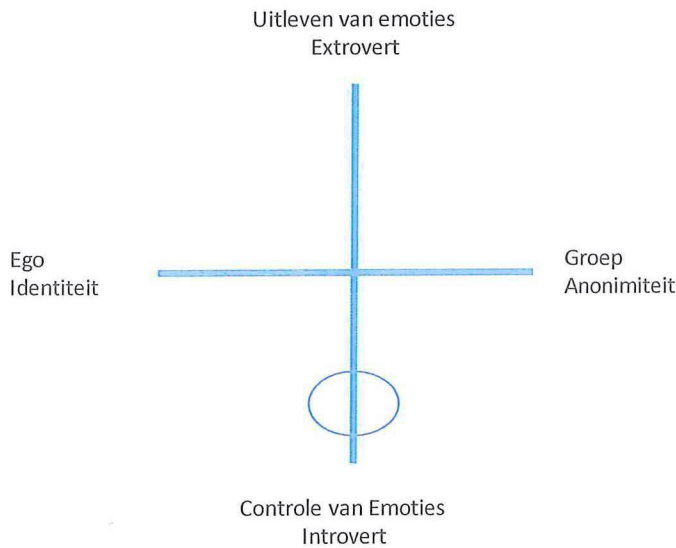 Uitleven van emoties
Extrovert
Ego
Identiteit
Groep
Anonimiteit
Controle van Emoties
Introvert